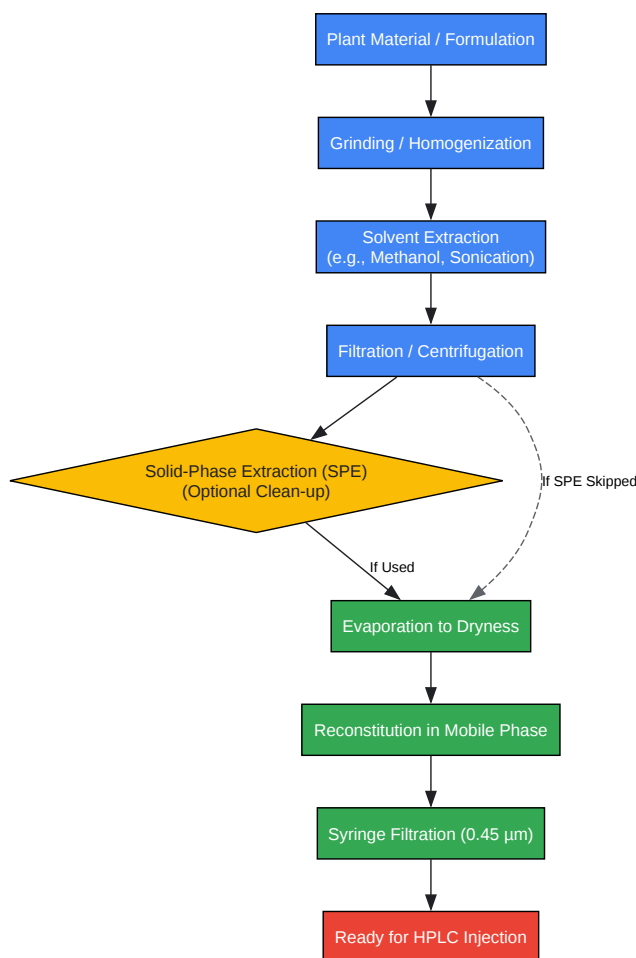 Plant Material / Formulation
Grinding / Homogenization
Solvent Extraction
(e.g., Methanol, Sonication)
Filtration / Centrifugation
Solid-Phase Extraction (SPE)
(Optional Clean-up)
If SPE Skipped
If Used
Evaporation to Dryness
Reconstitution in Mobile Phase
Syringe Filtration (0.45 µm)
Ready for HPLC Injection